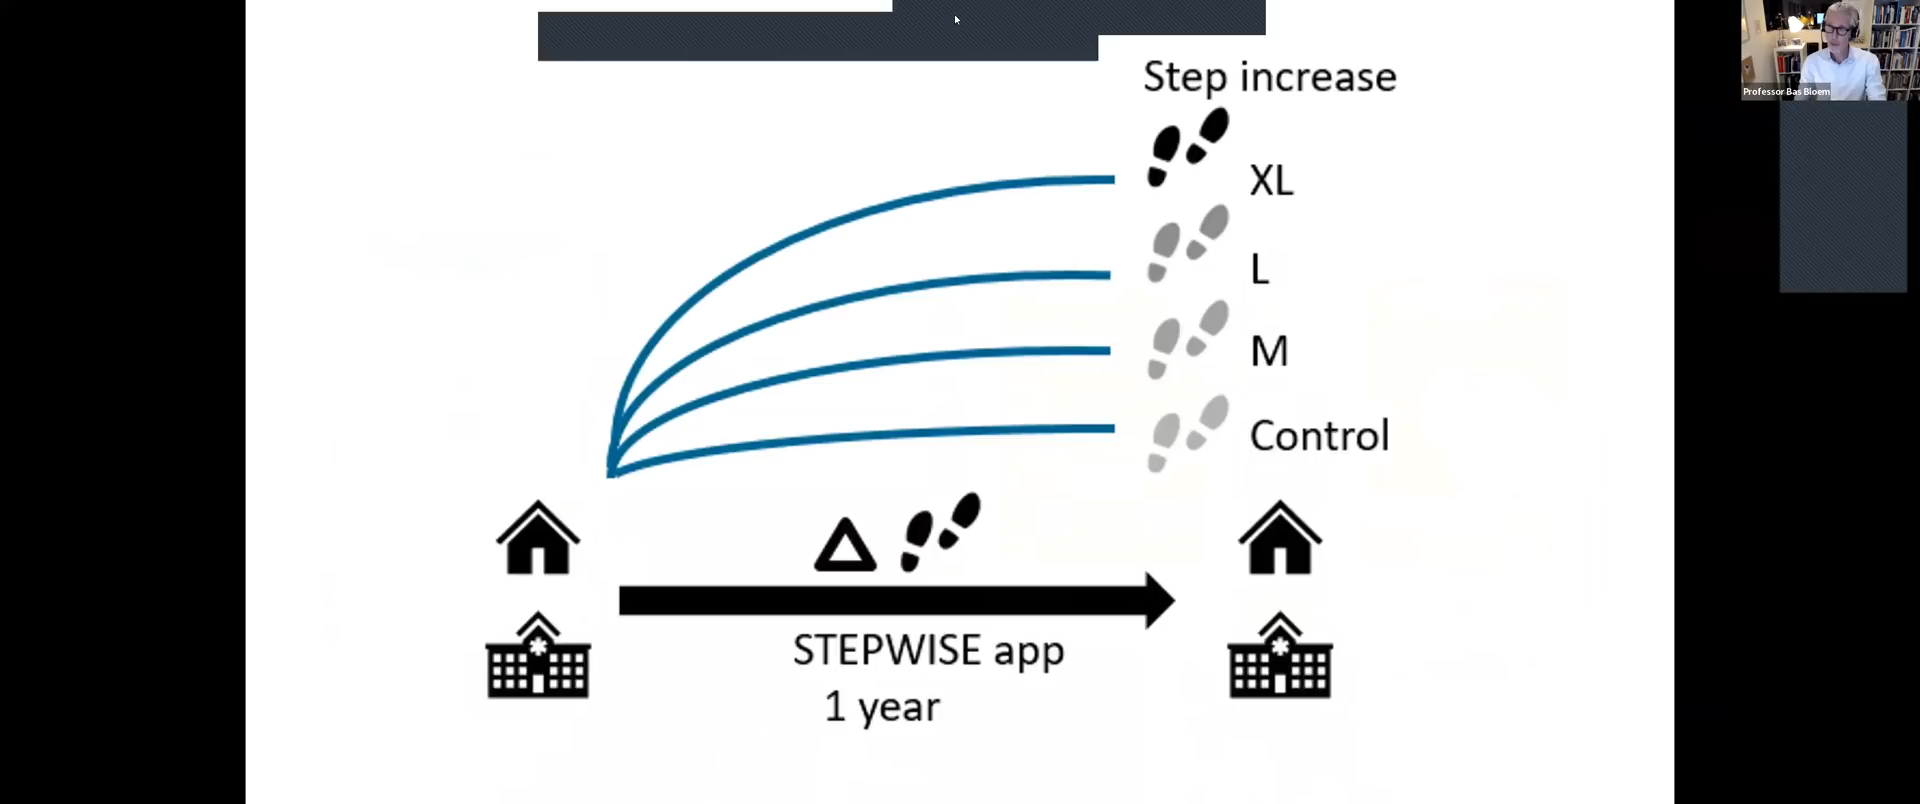 Step increase
XL
L
M
Control
STEPWISE app
1 year
Professor Bas Bloem